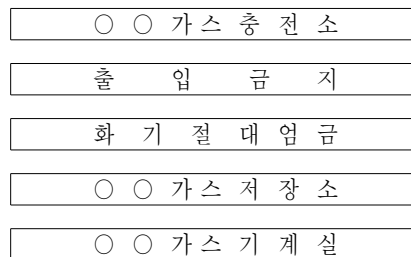 ○ ○ 가 스 충 전 소
출 입 금 지
화 기 절 대 엄 금
○ ○ 가 스 저 장 소
○ ○ 가 스 기 계 실